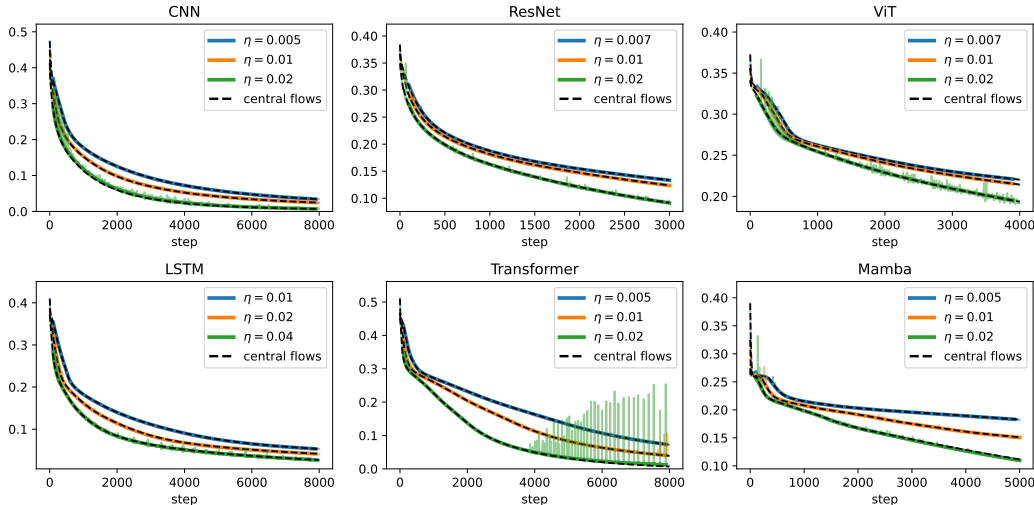 CNN
0.5
0.4
0.3
0.2
0.1
0.0
0 2000 4000 6000 8000
step
η = 0.005
η = 0.01
η = 0.02
central flows
ResNet
0.40
0.35
0.30
0.25
0.20
0.15
0.10
0 500 1000 1500 2000 2500 3000
step
η = 0.007
η = 0.01
η = 0.02
central flows
ViT
0.40
0.35
0.30
0.25
0.20
0 1000 2000 3000 4000
step
η = 0.007
η = 0.01
η = 0.02
central flows
LSTM
0.4
0.3
0.2
0.1
0 2000 4000 6000 8000
step
η = 0.01
η = 0.02
η = 0.04
central flows
Transformer
0.5
0.4
0.3
0.2
0.1
0.0
0 1000 2000 3000 4000 5000 6000 7000 8000
step
η = 0.005
η = 0.01
η = 0.02
central flows
Mamba
0.40
0.35
0.30
0.25
0.20
0.15
0.10
0 1000 2000 3000 4000 5000
step
η = 0.005
η = 0.01
η = 0.02
central flows